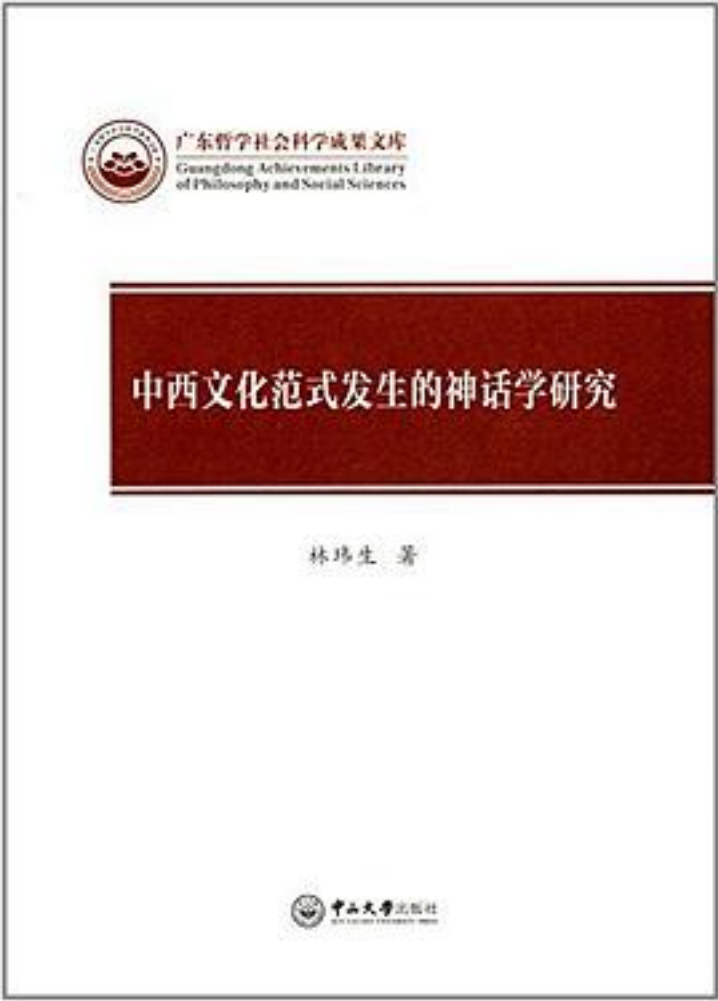 广东哲学社会科学成果文库
Guangdong Achievements Library
of Philosophy and Social Sciences
中西文化范式发生的神话学研究
林玮生 著
中山大学出版社